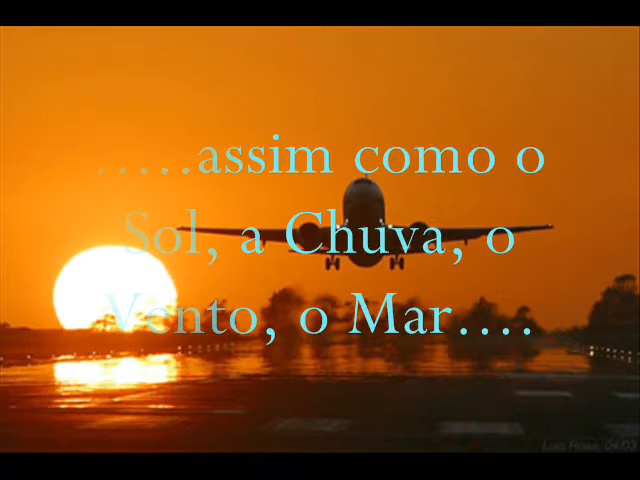 .....assim como o
Sol, a Chuva, o
Vento, o Mar....